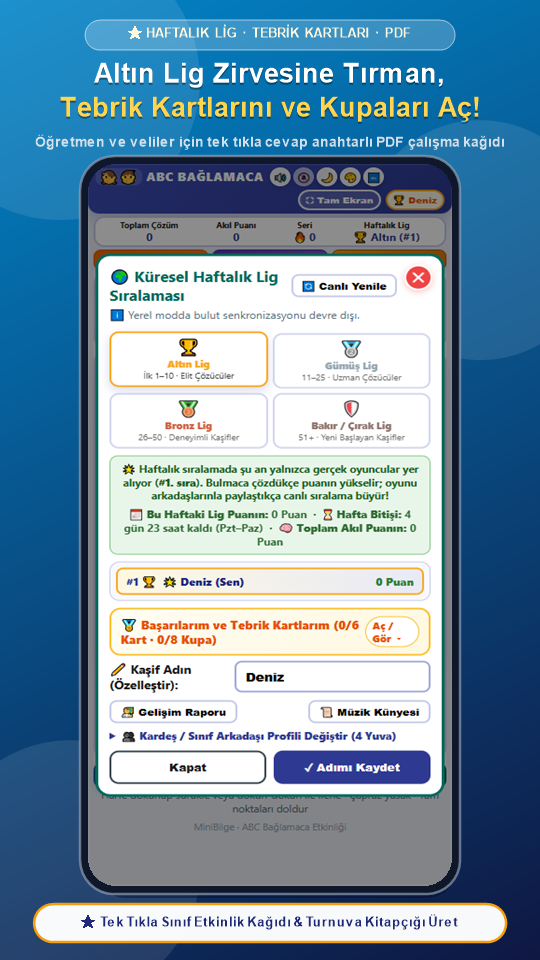 HAFTALIK LİG · TEBRİK KARTLARI · PDF
Altın Lig Zirvesine Tırman,
Tebrik Kartlarını ve Kupaları Aç!
Öğretmen ve veliler için tek tıkla cevap anahtarlı PDF çalışma kağıdı
ABC BAĞLAMACA
Tam Ekran
Deniz
Toplam Çözüm
Akıl Puanı
Seri
Haftalık Lig
0
0
0
Altın (#1)
Küresel Haftalık Lig
Sıralaması
Canlı Yenile
Yerel modda bulut senkronizasyonu devre dışı.
Altın Lig
İlk 1–10 · Elit Çözücüler
Gümüş Lig
11–25 · Uzman Çözücüler
Bronz Lig
26–50 · Deneyimli Kaşifler
Bakır / Çırak Lig
51+ · Yeni Başlayan Kaşifler
Haftalık sıralamada şu an yalnızca gerçek oyuncular yer
alıyor (#1. sıra). Bulmaca çözdükçe puanın yükselir; oyunu
arkadaşlarınla paylaştıkça canlı sıralama büyür!
Bu Haftaki Lig Puanın: 0 Puan · Hafta Bitişi: 4
gün 23 saat kaldı (Pzt–Paz) · Toplam Akıl Puanın: 0
Puan
#1 Deniz (Sen)
0 Puan
Başarılarım ve Tebrik Kartlarım (0/6
Kart · 0/8 Kupa)
Aç /
Gör
Kaşif Adın
(Özelleştir):
Deniz
Gelişim Raporu
Müzik Künyesi
Kardeş / Sınıf Arkadaşı Profili Değiştir (4 Yuva)
Kapat
✓ Adımı Kaydet
noktaları doldur
MiniBilge · ABC Bağlamaca Etkinliği
Tek Tıkla Sınıf Etkinlik Kağıdı & Turnuva Kitapçığı Üret